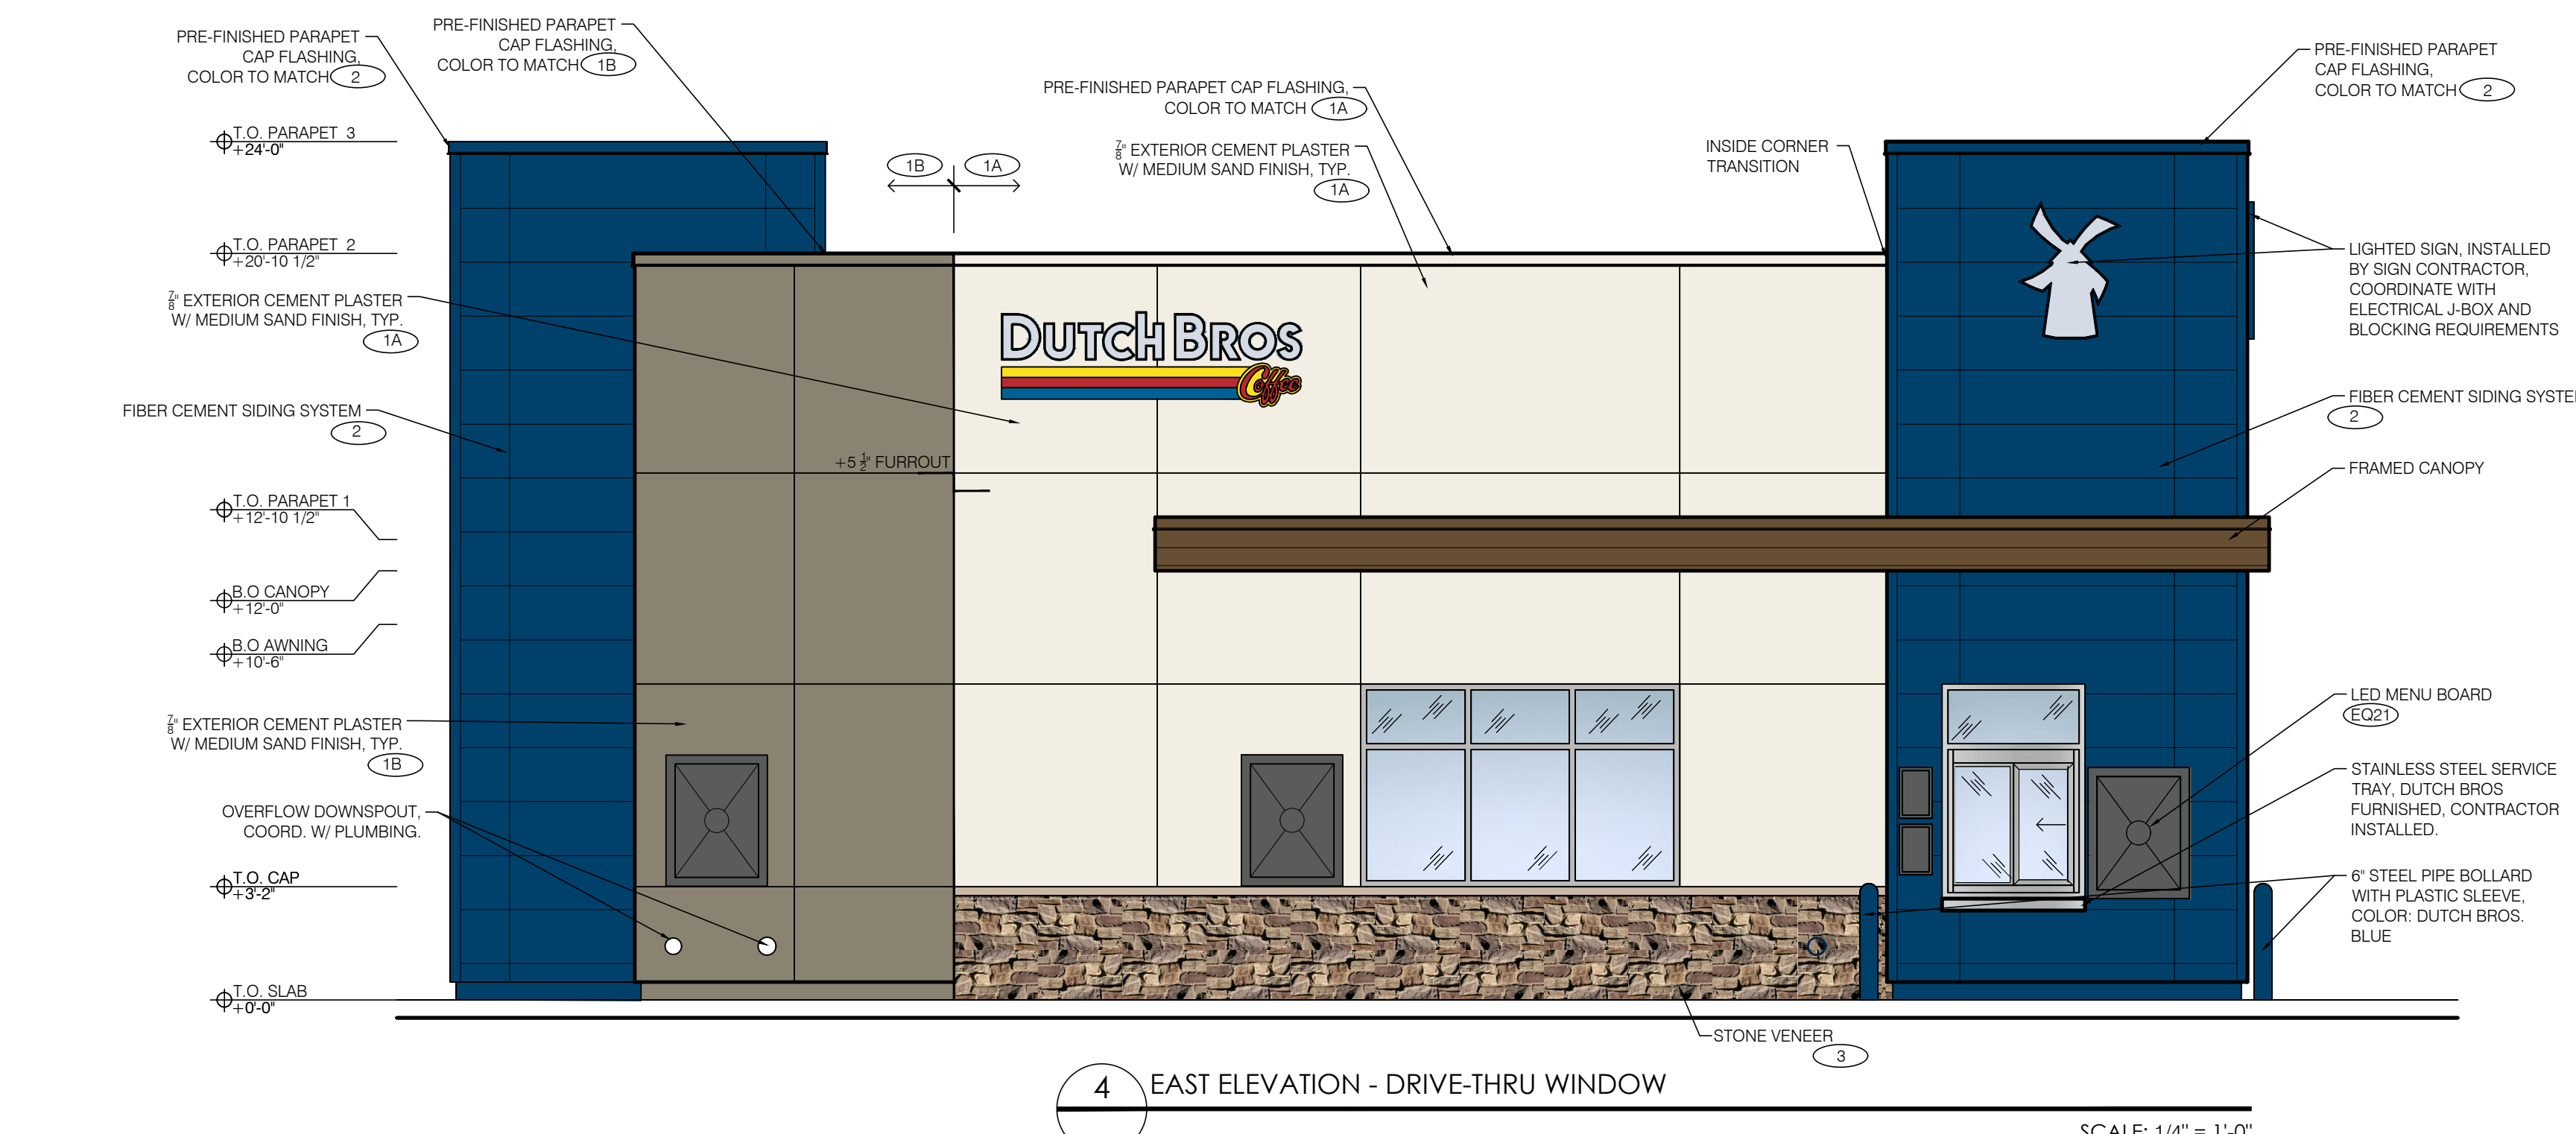 PRE-FINISHED PARAPET
CAP FLASHING,
COLOR TO MATCH 2
PRE-FINISHED PARAPET
CAP FLASHING,
COLOR TO MATCH 1B
PRE-FINISHED PARAPET CAP FLASHING,
COLOR TO MATCH 1A
7/8" EXTERIOR CEMENT PLASTER
W/ MEDIUM SAND FINISH, TYP.
1A
INSIDE CORNER
TRANSITION
PRE-FINISHED PARAPET
CAP FLASHING,
COLOR TO MATCH 2
1B 1A
T.O. PARAPET 3
+24'-0"
T.O. PARAPET 2
+20'-10 1/2"
7/8" EXTERIOR CEMENT PLASTER
W/ MEDIUM SAND FINISH, TYP.
1A
FIBER CEMENT SIDING SYSTEM
2
T.O. PARAPET 1
+12'-10 1/2"
B.O CANOPY
+12'-0"
B.O AWNING
+10'-6"
7/8" EXTERIOR CEMENT PLASTER
W/ MEDIUM SAND FINISH, TYP.
1B
OVERFLOW DOWNSPOUT,
COORD. W/ PLUMBING.
T.O. CAP
+3'-2"
T.O. SLAB
+0'-0"
DUTCH BROS
Coffee
+5 1/2" FURROUT
LIGHTED SIGN, INSTALLED
BY SIGN CONTRACTOR,
COORDINATE WITH
ELECTRICAL J-BOX AND
BLOCKING REQUIREMENTS
FIBER CEMENT SIDING SYSTE
2
FRAMED CANOPY
LED MENU BOARD
EQ21
STAINLESS STEEL SERVICE
TRAY, DUTCH BROS
FURNISHED, CONTRACTOR
INSTALLED.
6" STEEL PIPE BOLLARD
WITH PLASTIC SLEEVE,
COLOR: DUTCH BROS.
BLUE
STONE VENEER
3
4 EAST ELEVATION - DRIVE-THRU WINDOW
SCALE: 1/4" = 1'-0"